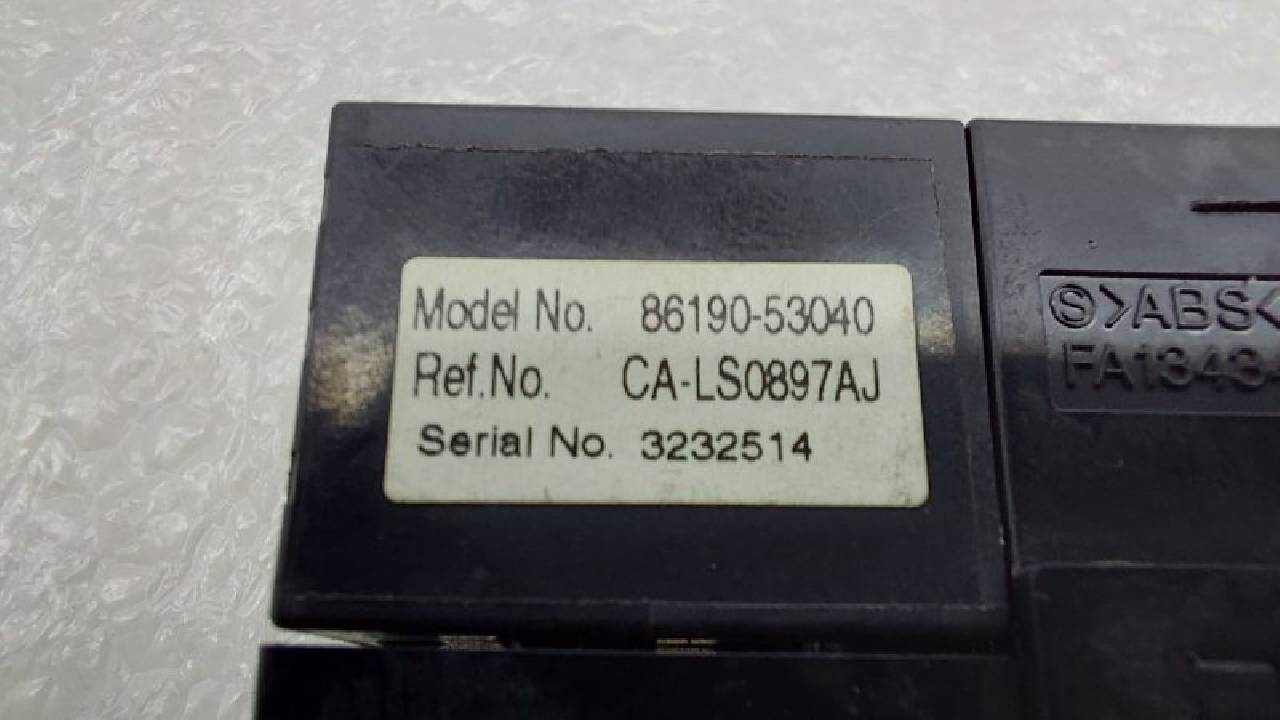 Model No. 86190-53040
Ref.No. CA-LS0897AJ
Serial No. 3232514
Ⓢ>ABS<